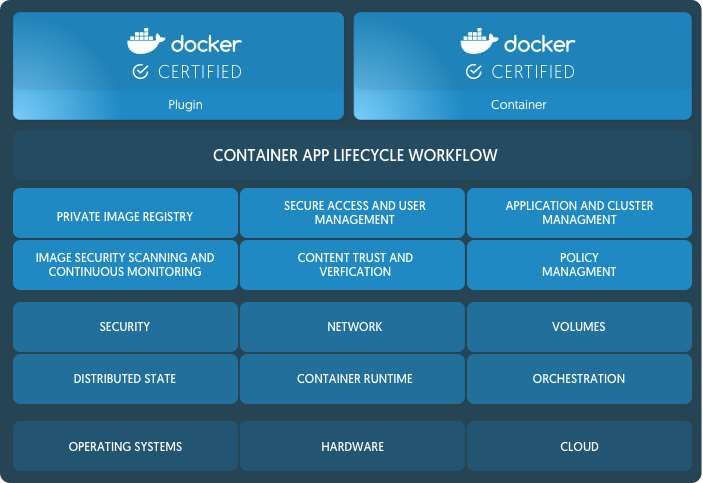 docker
CERTIFIED
Plugin
docker
CERTIFIED
Container
CONTAINER APP LIFECYCLE WORKFLOW
PRIVATE IMAGE REGISTRY
SECURE ACCESS AND USER
MANAGEMENT
APPLICATION AND CLUSTER
MANAGMENT
IMAGE SECURITY SCANNING AND
CONTINUOUS MONITORING
CONTENT TRUST AND
VERFICATION
POLICY
MANAGMENT
SECURITY
NETWORK
VOLUMES
DISTRIBUTED STATE
CONTAINER RUNTIME
ORCHESTRATION
OPERATING SYSTEMS
HARDWARE
CLOUD